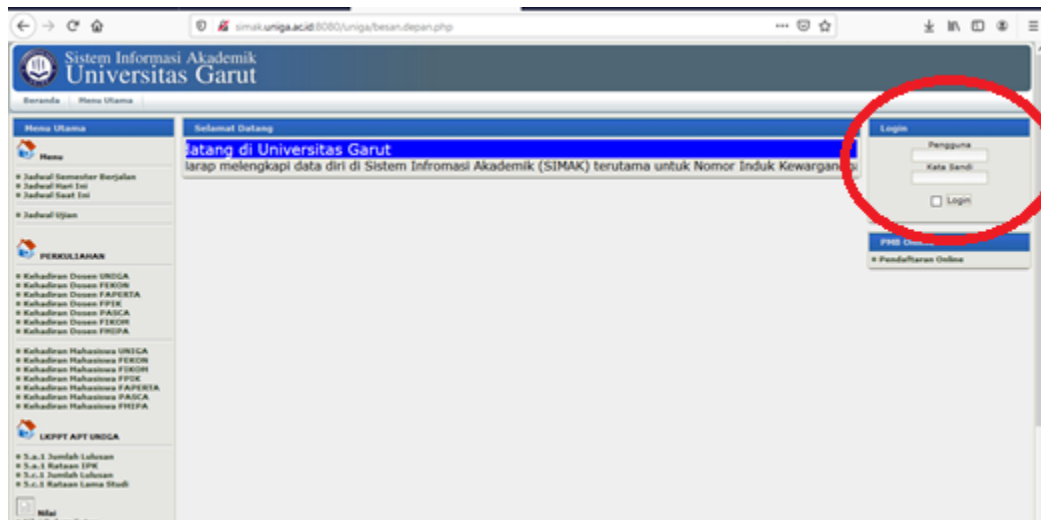 simak.uniga.ac.id:8080/uniga/besan.depan.php
Sistem Informasi Akademik
Universitas Garut
Beranda
Menu Utama
Menu Utama
Menu
Jadwal Semester Berjalan
Jadwal Hari Ini
Jadwal Saat Ini
Jadwal Ujian
PERKULIAHAN
Kehadiran Dosen UNIGA
Kehadiran Dosen FEKON
Kehadiran Dosen FAPERTA
Kehadiran Dosen FPIK
Kehadiran Dosen PASCA
Kehadiran Dosen FIKOM
Kehadiran Dosen FMIPA
Kehadiran Mahasiswa UNIGA
Kehadiran Mahasiswa FEKON
Kehadiran Mahasiswa FIKOM
Kehadiran Mahasiswa FPIK
Kehadiran Mahasiswa FAPERTA
Kehadiran Mahasiswa PASCA
Kehadiran Mahasiswa FMIPA
LKPPT APT UNIGA
5.a.1 Jumlah Lulusan
5.a.1 Rataan IPK
5.c.1 Jumlah Lulusan
5.c.1 Rataan Lama Studi
Nilai
Selamat Datang
datang di Universitas Garut
larap melengkapi data diri di Sistem Infromasi Akademik (SIMAK) terutama untuk Nomor Induk Kewargan
Login
Pengguna
Kata Sandi
Login
PMB Online
Pendaftaran Online